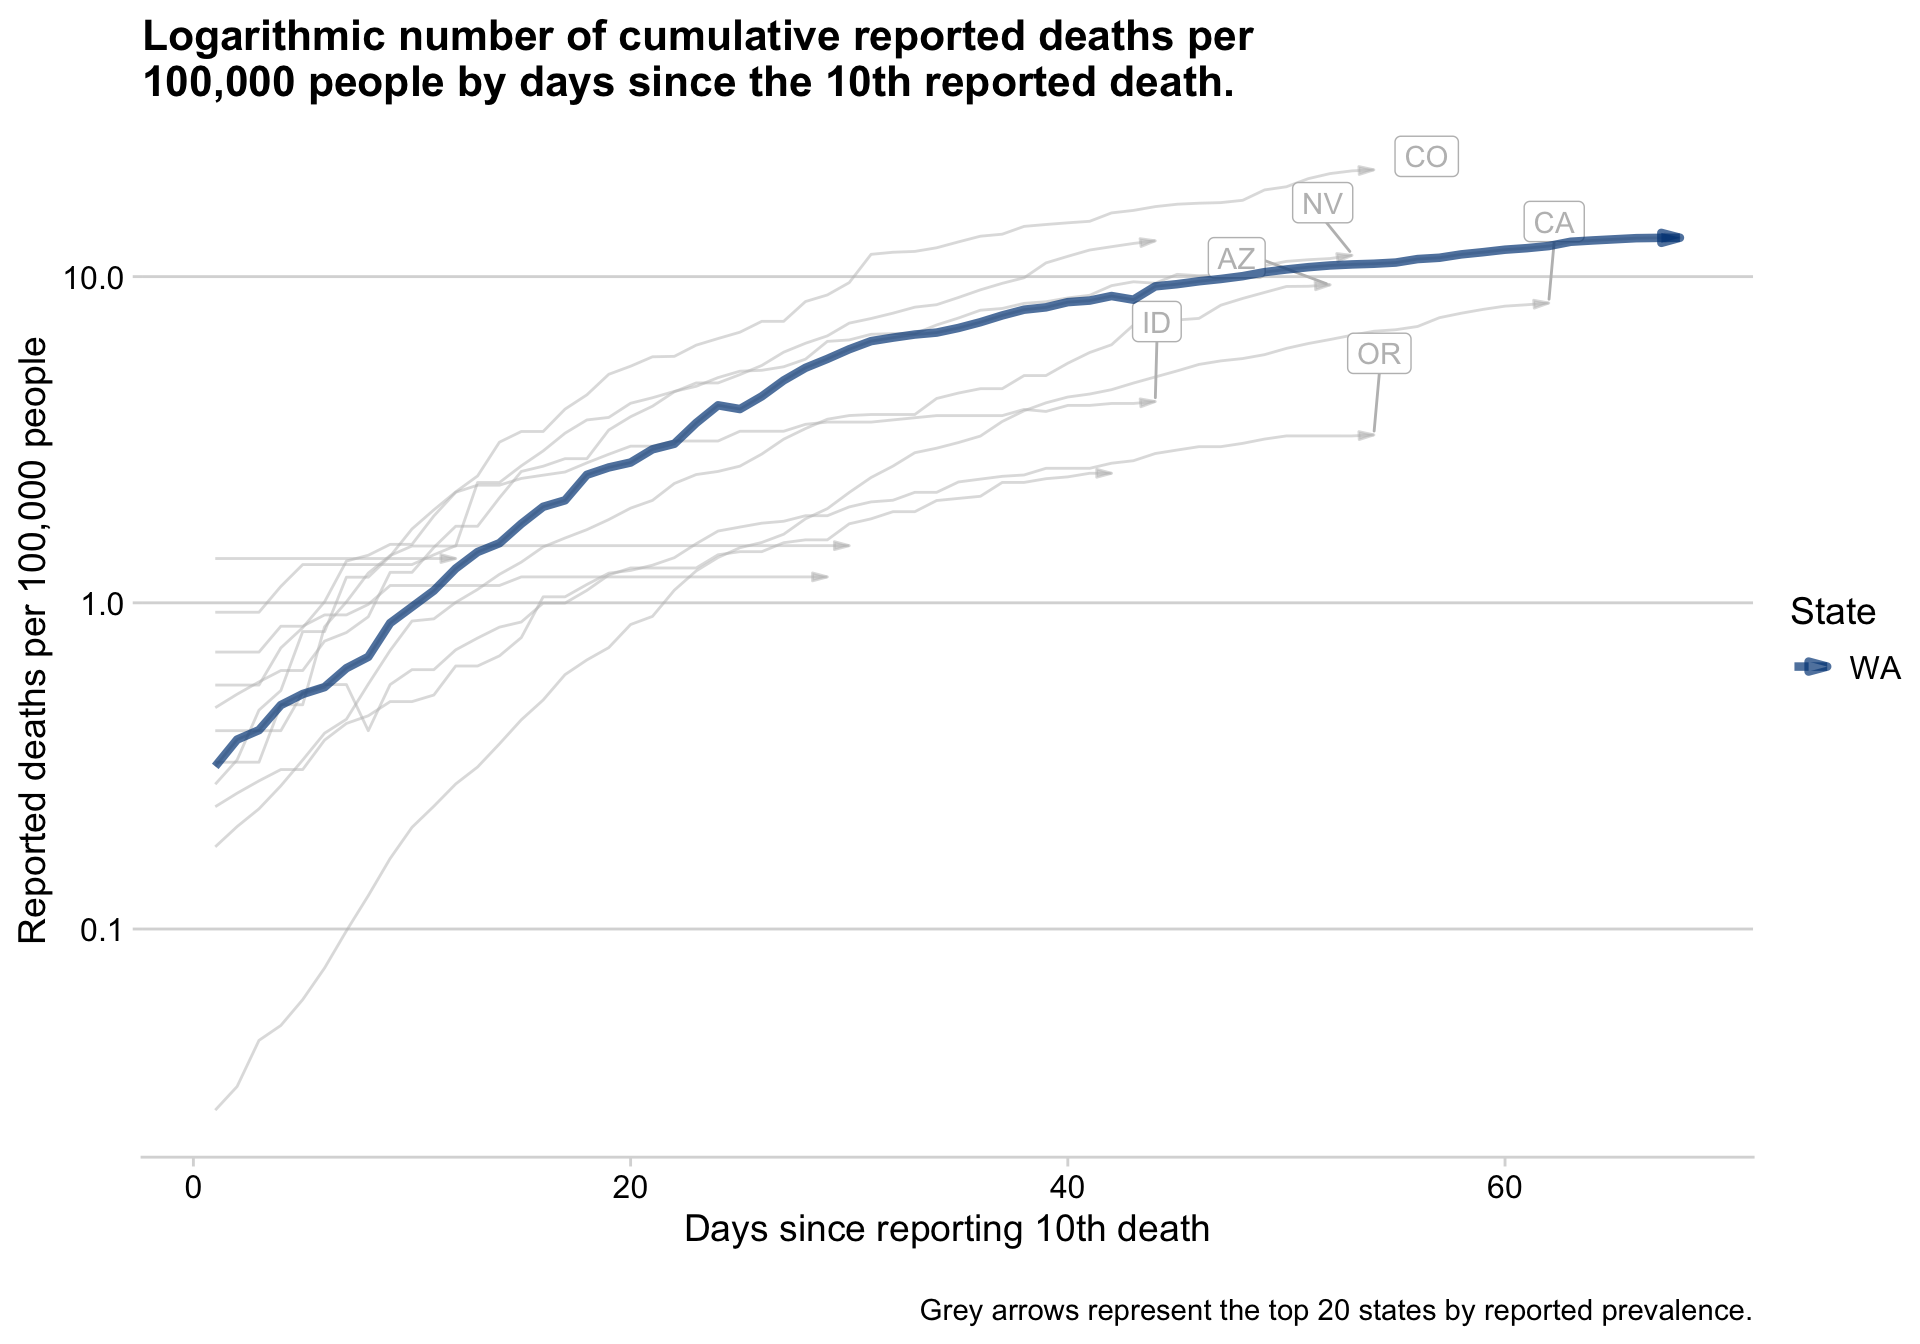 Logarithmic number of cumulative reported deaths per
100,000 people by days since the 10th reported death.
CO
NV
CA
AZ
10.0
ID
OR
Reported deaths per 100,000 people
1.0
State
WA
0.1
0
20
40
60
Days since reporting 10th death
Grey arrows represent the top 20 states by reported prevalence.